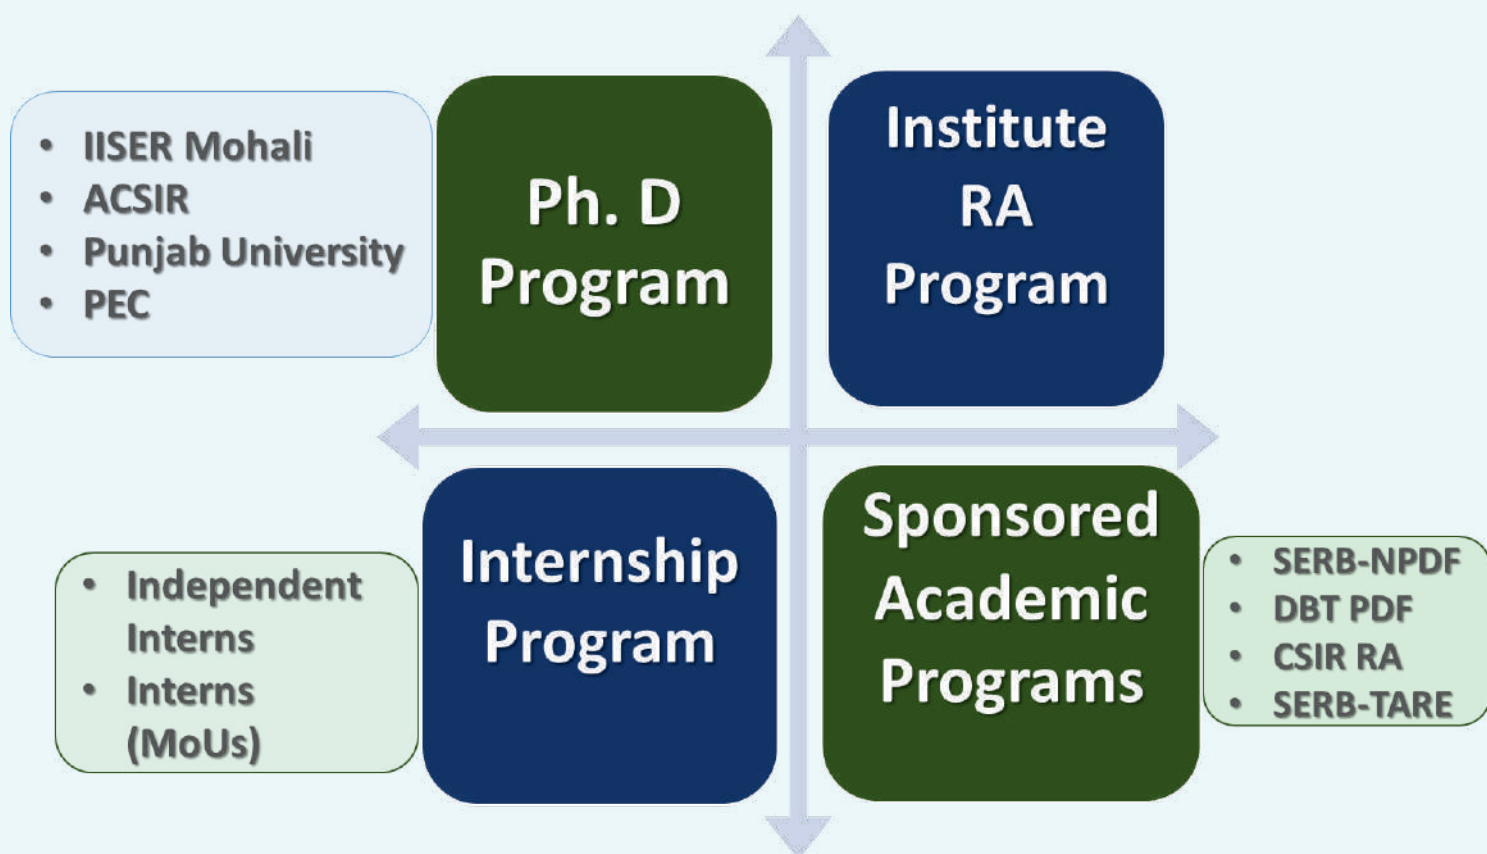 • IISER Mohali
• ACSIR
• Punjab University
• PEC
Ph. D
Program
Institute
RA
Program
Internship
Program
• Independent
Interns
• Interns
(MoUs)
Sponsored
Academic
Programs
• SERB-NPDF
• DBT PDF
• CSIR RA
• SERB-TARE